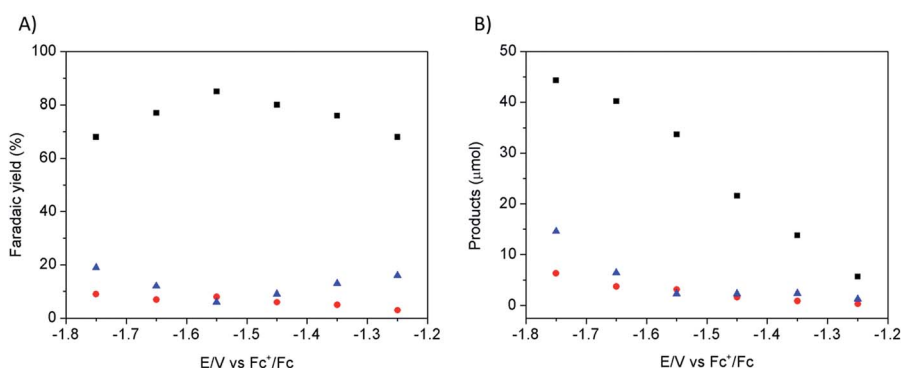 A)
100
80
60
40
20
0
Faradaic yield (%)
-1.8 -1.7 -1.6 -1.5 -1.4 -1.3 -1.2
E/V vs Fc⁺/Fc
B)
50
40
30
20
10
0
Products (μmol)
-1.8 -1.7 -1.6 -1.5 -1.4 -1.3 -1.2
E/V vs Fc⁺/Fc